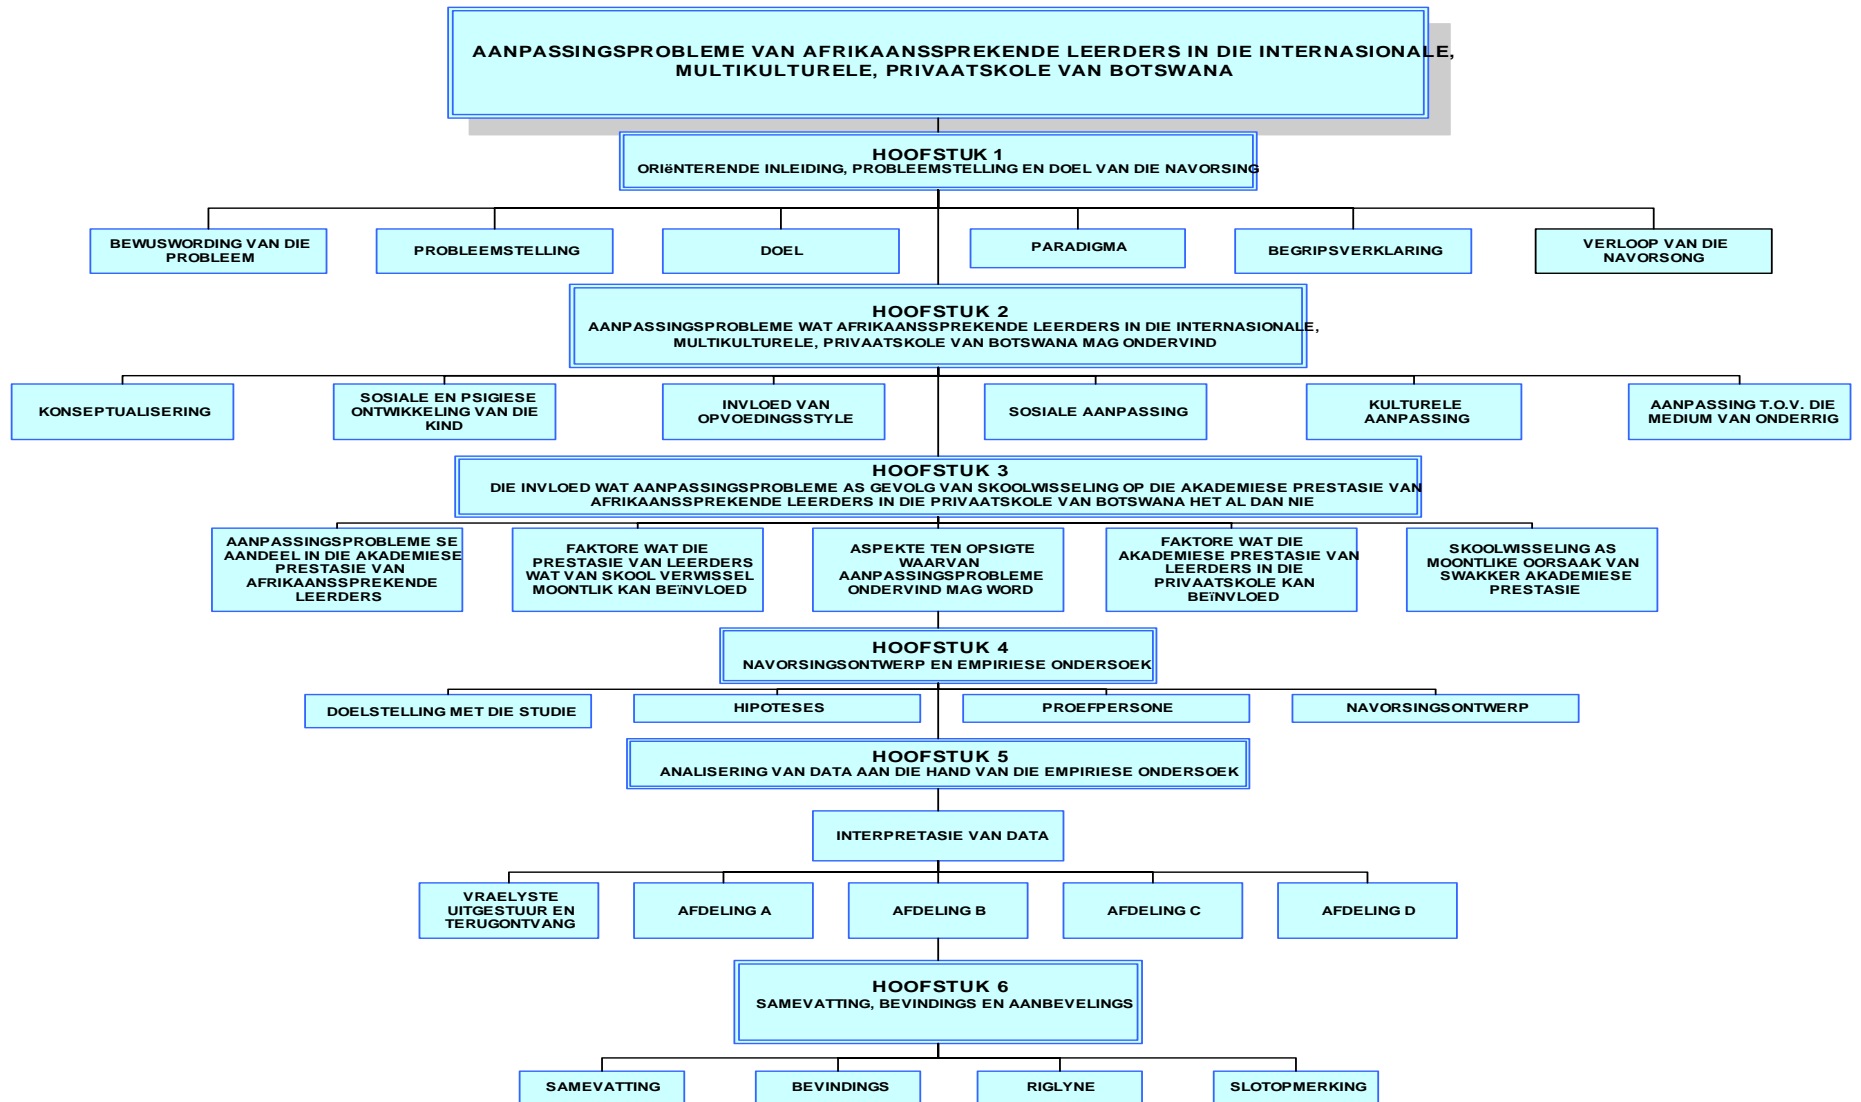 AANPASSINGSPROBLEME VAN AFRIKAANSSPREKENDE LEERDERS IN DIE INTERNASIONALE,
MULTIKULTURELE, PRIVAATSKOLE VAN BOTSWANA
HOOFSTUK 1
ORIëNTERENDE INLEIDING, PROBLEEMSTELLING EN DOEL VAN DIE NAVORSING
BEWUSWORDING VAN DIE
PROBLEEM
PROBLEEMSTELLING
DOEL
PARADIGMA
BEGRIPSVERKLARING
VERLOOP VAN DIE
NAVORSONG
HOOFSTUK 2
AANPASSINGSPROBLEME WAT AFRIKAANSSPREKENDE LEERDERS IN DIE INTERNASIONALE,
MULTIKULTURELE, PRIVAATSKOLE VAN BOTSWANA MAG ONDERVIND
KONSEPTUALISERING
SOSIALE EN PSIGIESE
ONTWIKKELING VAN DIE
KIND
INVLOED VAN
OPVOEDINGSSTYLE
SOSIALE AANPASSING
KULTURELE
AANPASSING
AANPASSING T.O.V. DIE
MEDIUM VAN ONDERRIG
HOOFSTUK 3
DIE INVLOED WAT AANPASSINGSPROBLEME AS GEVOLG VAN SKOOLWISSELING OP DIE AKADEMIESE PRESTASIE VAN
AFRIKAANSSPREKENDE LEERDERS IN DIE PRIVAATSKOLE VAN BOTSWANA HET AL DAN NIE
AANPASSINGSPROBLEME SE
AANDEEL IN DIE AKADEMIESE
PRESTASIE VAN
AFRIKAANSSPREKENDE
LEERDERS
FAKTORE WAT DIE
PRESTASIE VAN LEERDERS
WAT VAN SKOOL VERWISSEL
MOONTLIK KAN BEïNVLOED
ASPEKTE TEN OPSIGTE
WAARVAN
AANPASSINGSPROBLEME
ONDERVIND MAG WORD
FAKTORE WAT DIE
AKADEMIESE PRESTASIE VAN
LEERDERS IN DIE
PRIVAATSKOLE KAN
BEïNVLOED
SKOOLWISSELING AS
MOONTLIKE OORSAAK VAN
SWAKKER AKADEMIESE
PRESTASIE
HOOFSTUK 4
NAVORSINGSONTWERP EN EMPIRIESE ONDERSOEK
DOELSTELLING MET DIE STUDIE
HIPOTESES
PROEFPERSONE
NAVORSINGSONTWERP
HOOFSTUK 5
ANALISERING VAN DATA AAN DIE HAND VAN DIE EMPIRIESE ONDERSOEK
INTERPRETASIE VAN DATA
VRAELYSTE
UITGESTUUR EN
TERUGONTVANG
AFDELING A
AFDELING B
AFDELING C
AFDELING D
HOOFSTUK 6
SAMEVATTING, BEVINDINGS EN AANBEVELINGS
SAMEVATTING
BEVINDINGS
RIGLYNE
SLOTOPMERKING